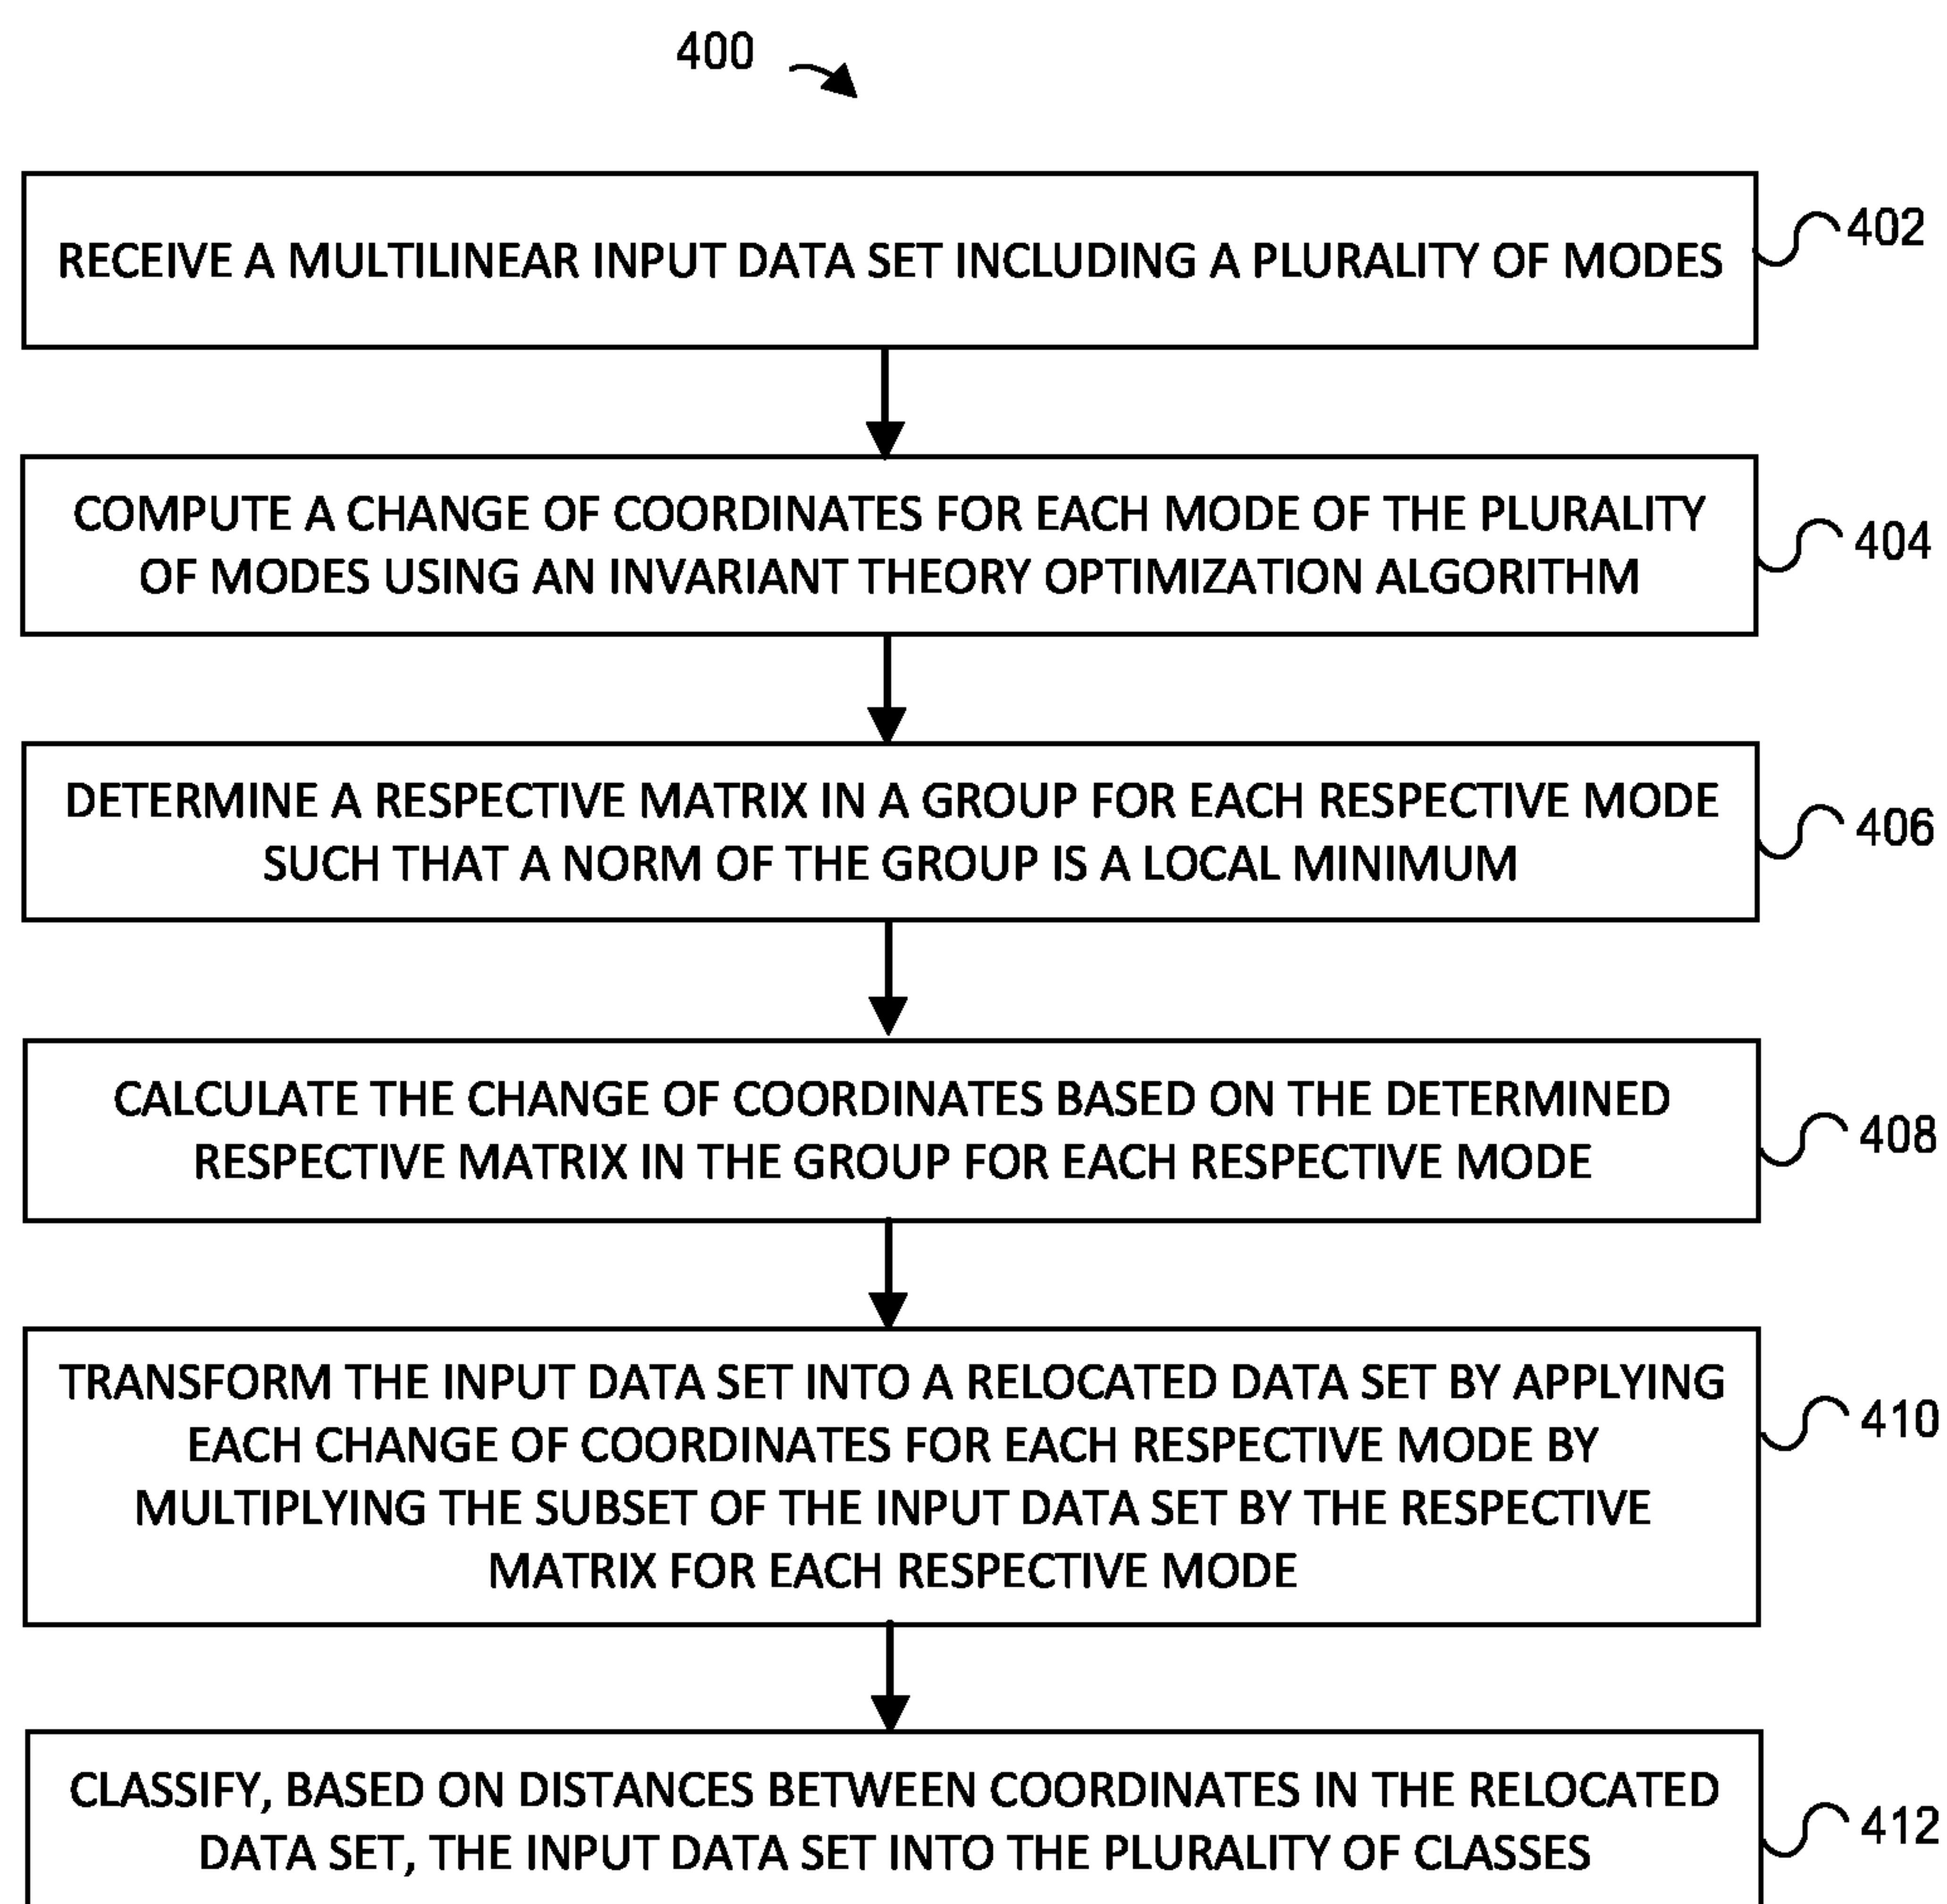 400
RECEIVE A MULTILINEAR INPUT DATA SET INCLUDING A PLURALITY OF MODES
402
COMPUTE A CHANGE OF COORDINATES FOR EACH MODE OF THE PLURALITY
OF MODES USING AN INVARIANT THEORY OPTIMIZATION ALGORITHM
404
DETERMINE A RESPECTIVE MATRIX IN A GROUP FOR EACH RESPECTIVE MODE
SUCH THAT A NORM OF THE GROUP IS A LOCAL MINIMUM
406
CALCULATE THE CHANGE OF COORDINATES BASED ON THE DETERMINED
RESPECTIVE MATRIX IN THE GROUP FOR EACH RESPECTIVE MODE
408
TRANSFORM THE INPUT DATA SET INTO A RELOCATED DATA SET BY APPLYING
EACH CHANGE OF COORDINATES FOR EACH RESPECTIVE MODE BY
MULTIPLYING THE SUBSET OF THE INPUT DATA SET BY THE RESPECTIVE
MATRIX FOR EACH RESPECTIVE MODE
410
CLASSIFY, BASED ON DISTANCES BETWEEN COORDINATES IN THE RELOCATED
DATA SET, THE INPUT DATA SET INTO THE PLURALITY OF CLASSES
412